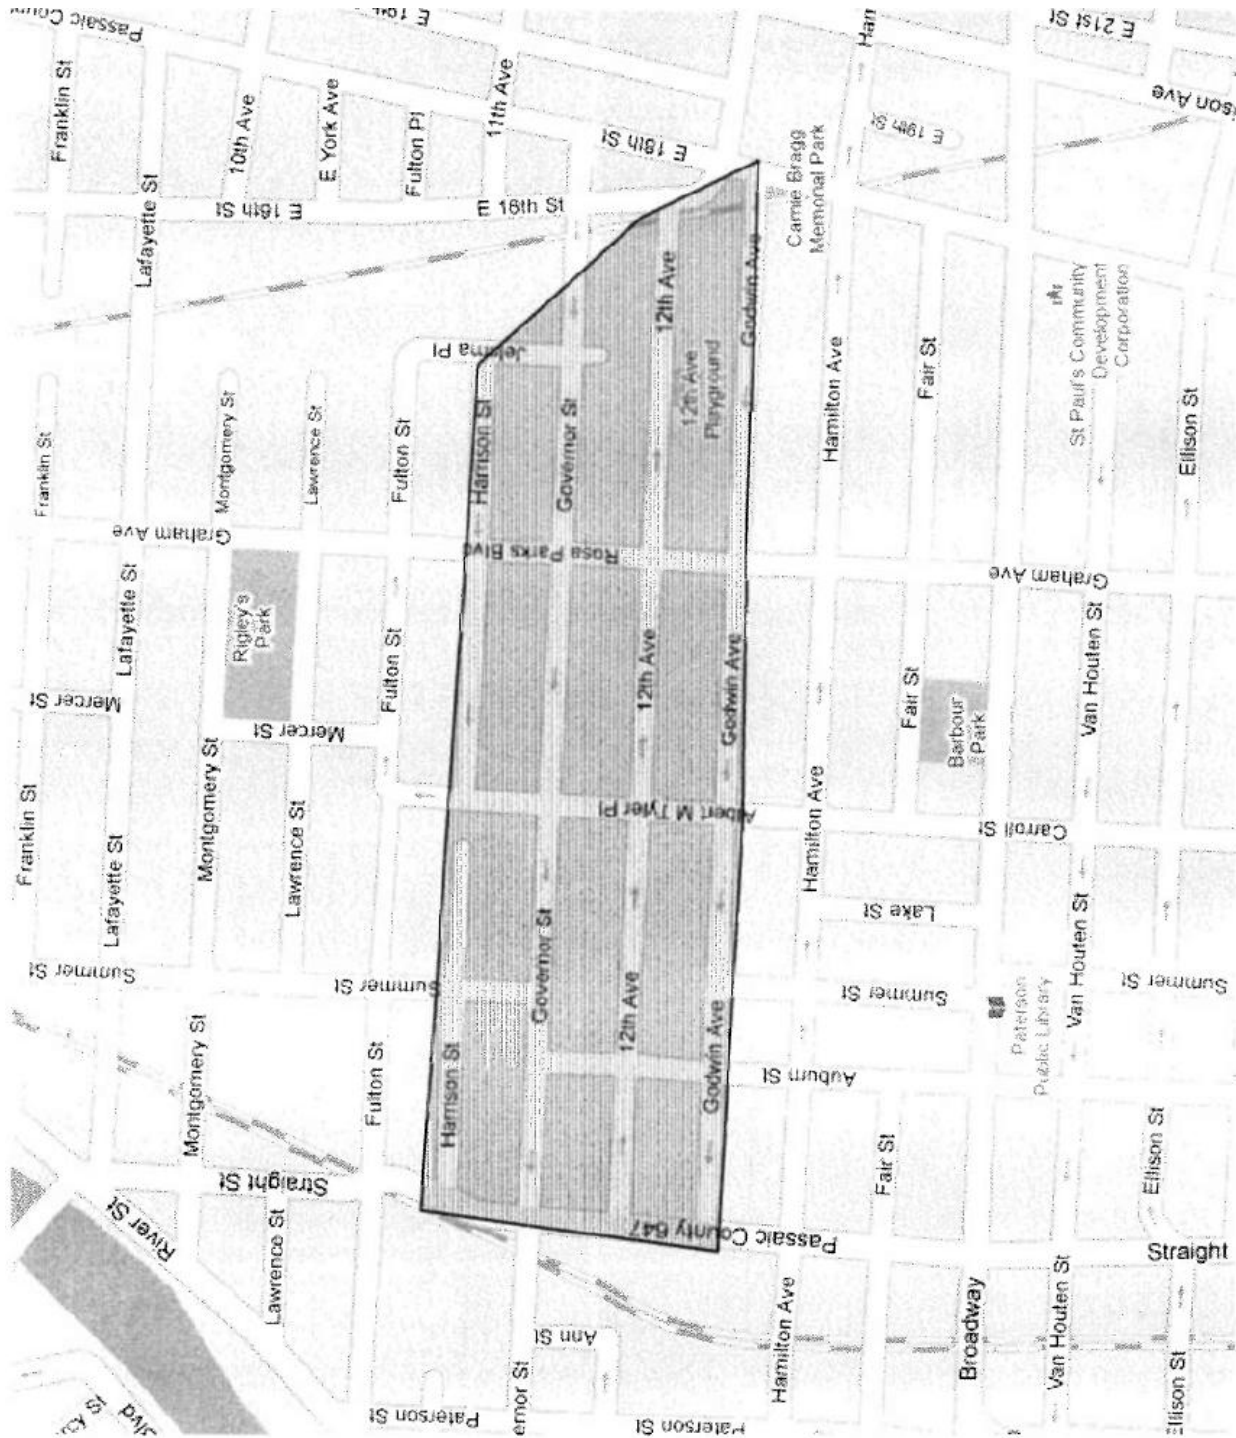 Passaic Cou
E 19th
E 21st St
Ham
Franklin St
10th Ave
E York Ave
Fulton Pl
11th Ave
E 18th St
E 19th St
ison Ave
Lafayette St
E 16th St
E 16th St
Carnie Bragg
Memorial Park
12th Ave
Godwin Ave
St Paul's Community
Development
Corporation
Jelsma Pl
12th Ave
Playground
Hamilton Ave
Fair St
Ellison St
Franklin St
Montgomery St
Lawrence St
Fulton St
Harrison St
Governor St
Graham Ave
Rosa Parks Blvd
Graham Ave
Lafayette St
Rigley's
Park
Fulton St
12th Ave
Godwin Ave
Fair St
Barbour
Park
Van Houten St
Mercer St
Mercer St
Franklin St
Lafayette St
Montgomery St
Lawrence St
Albert M Tyler Pl
Hamilton Ave
Carroll St
Lake St
Van Houten St
Summer St
Summer St
Governor St
12th Ave
Godwin Ave
Summer St
Summer St
Paterson
Public Library
Montgomery St
Fulton St
Harrison St
Auburn St
Fair St
Ellison St
Straight St
River St
Lawrence St
Passaic County 647
Straight
Ann St
Hamilton Ave
Broadway
Van Houten St
Ellison St
Paterson St
ernor St
Paterson St